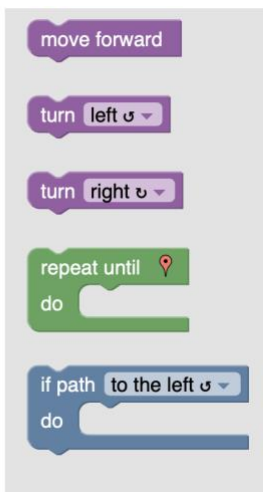 move forward
turn left ↺
turn right ↻
repeat until
do
if path to the left ↺
do